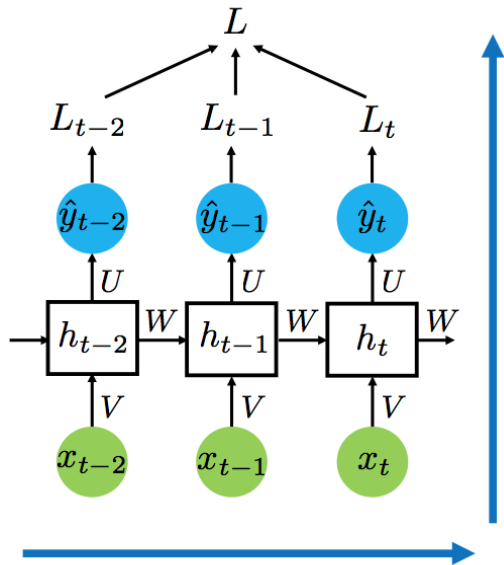 L
L_{t-2} L_{t-1} L_t
ŷ_{t-2} ŷ_{t-1} ŷ_t
U U U
W W W
h_{t-2} h_{t-1} h_t
V V V
x_{t-2} x_{t-1} x_t